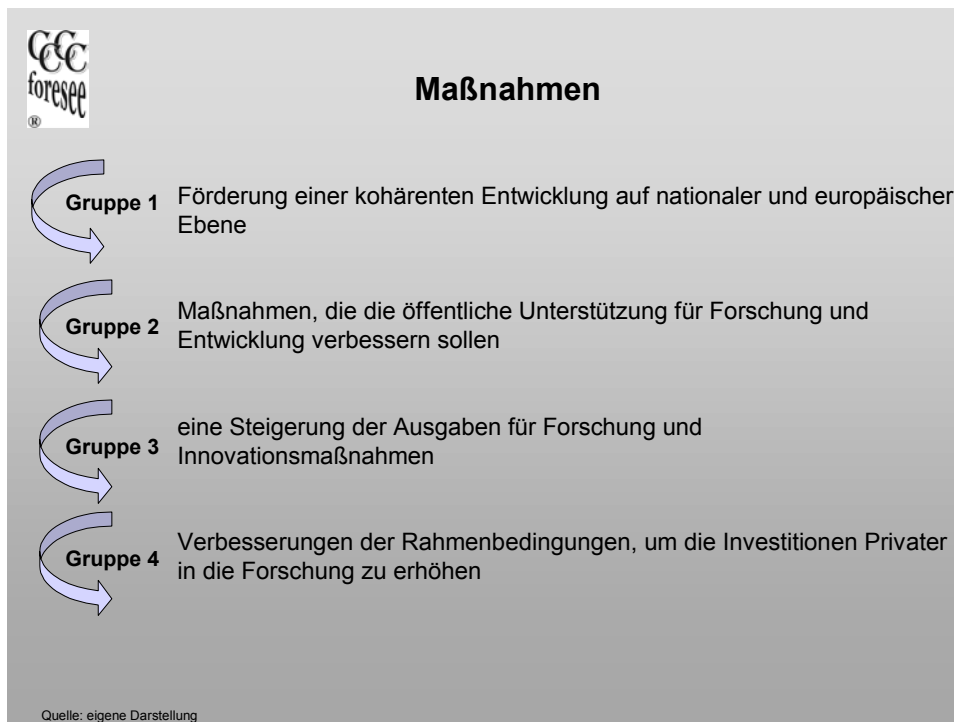 CCCC
foresee
®
Maßnahmen
Gruppe 1
Förderung einer kohärenten Entwicklung auf nationaler und europäischer
Ebene
Gruppe 2
Maßnahmen, die die öffentliche Unterstützung für Forschung und
Entwicklung verbessern sollen
Gruppe 3
eine Steigerung der Ausgaben für Forschung und
Innovationsmaßnahmen
Gruppe 4
Verbesserungen der Rahmenbedingungen, um die Investitionen Privater
in die Forschung zu erhöhen
Quelle: eigene Darstellung